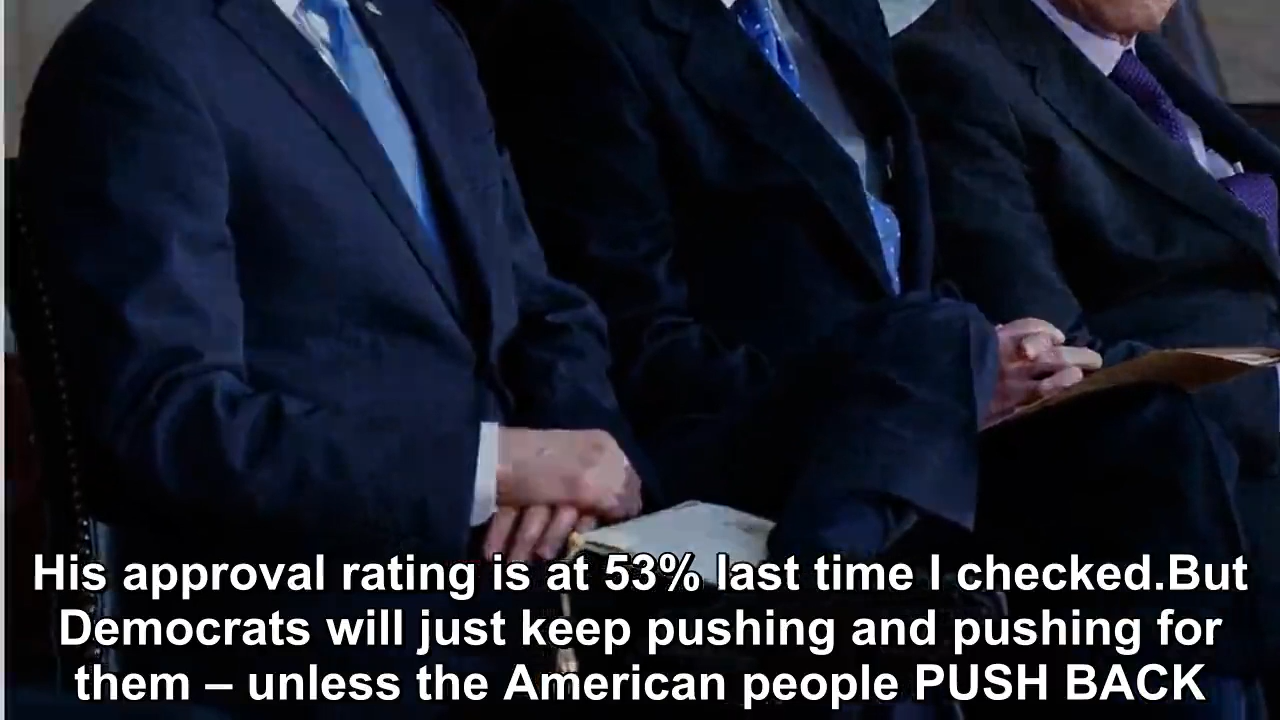 His approval rating is at 53% last time I checked.But
Democrats will just keep pushing and pushing for
them – unless the American people PUSH BACK